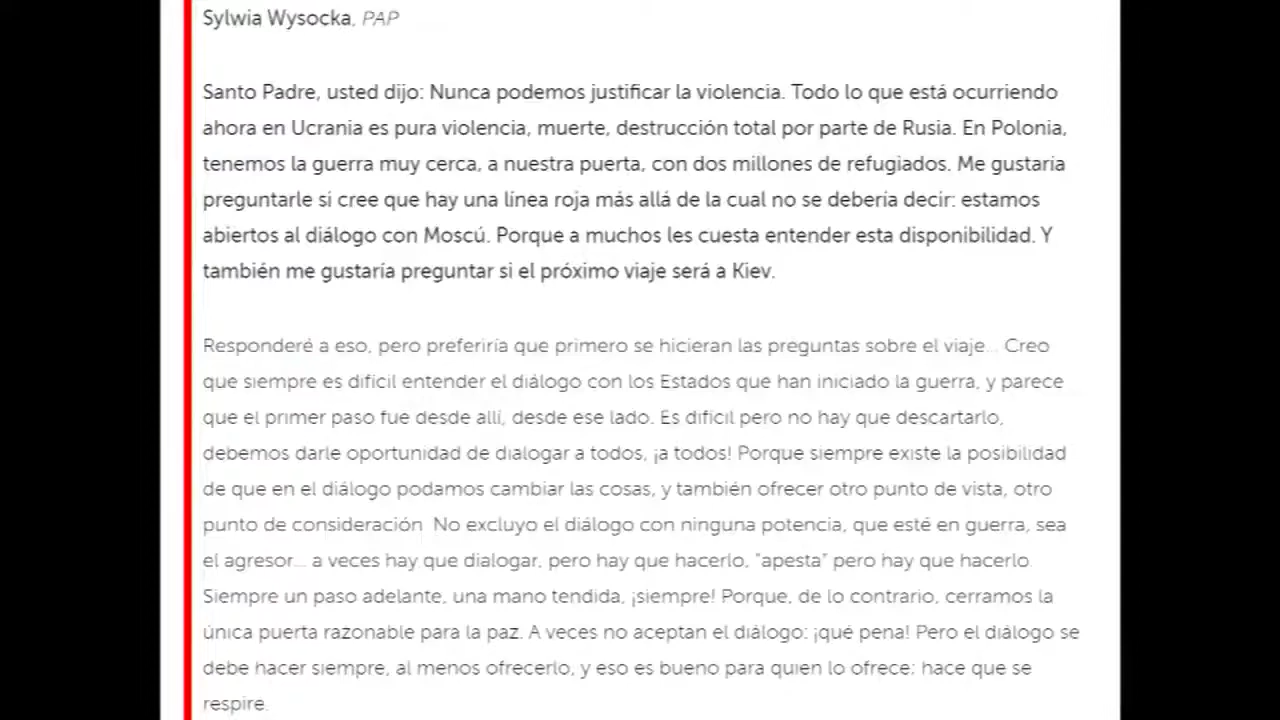 Sylwia Wysocka, PAP
Santo Padre, usted dijo: Nunca podemos justificar la violencia. Todo lo que está ocurriendo
ahora en Ucrania es pura violencia, muerte, destrucción total por parte de Rusia. En Polonia,
tenemos la guerra muy cerca, a nuestra puerta, con dos millones de refugiados. Me gustaría
preguntarle si cree que hay una línea roja más allá de la cual no se debería decir: estamos
abiertos al diálogo con Moscú. Porque a muchos les cuesta entender esta disponibilidad. Y
también me gustaría preguntar si el próximo viaje será a Kiev.
Responderé a eso, pero preferiría que primero se hicieran las preguntas sobre el viaje... Creo
que siempre es difícil entender el diálogo con los Estados que han iniciado la guerra, y parece
que el primer paso fue desde allí, desde ese lado. Es difícil pero no hay que descartarlo,
debemos darle oportunidad de dialogar a todos, ¡a todos! Porque siempre existe la posibilidad
de que en el diálogo podamos cambiar las cosas, y también ofrecer otro punto de vista, otro
punto de consideración. No excluyo el diálogo con ninguna potencia, que esté en guerra, sea
el agresor... a veces hay que dialogar, pero hay que hacerlo, "apesta" pero hay que hacerlo.
Siempre un paso adelante, una mano tendida, ¡siempre! Porque, de lo contrario, cerramos la
única puerta razonable para la paz. A veces no aceptan el diálogo: ¡qué pena! Pero el diálogo se
debe hacer siempre, al menos ofrecerlo, y eso es bueno para quien lo ofrece; hace que se
respire.